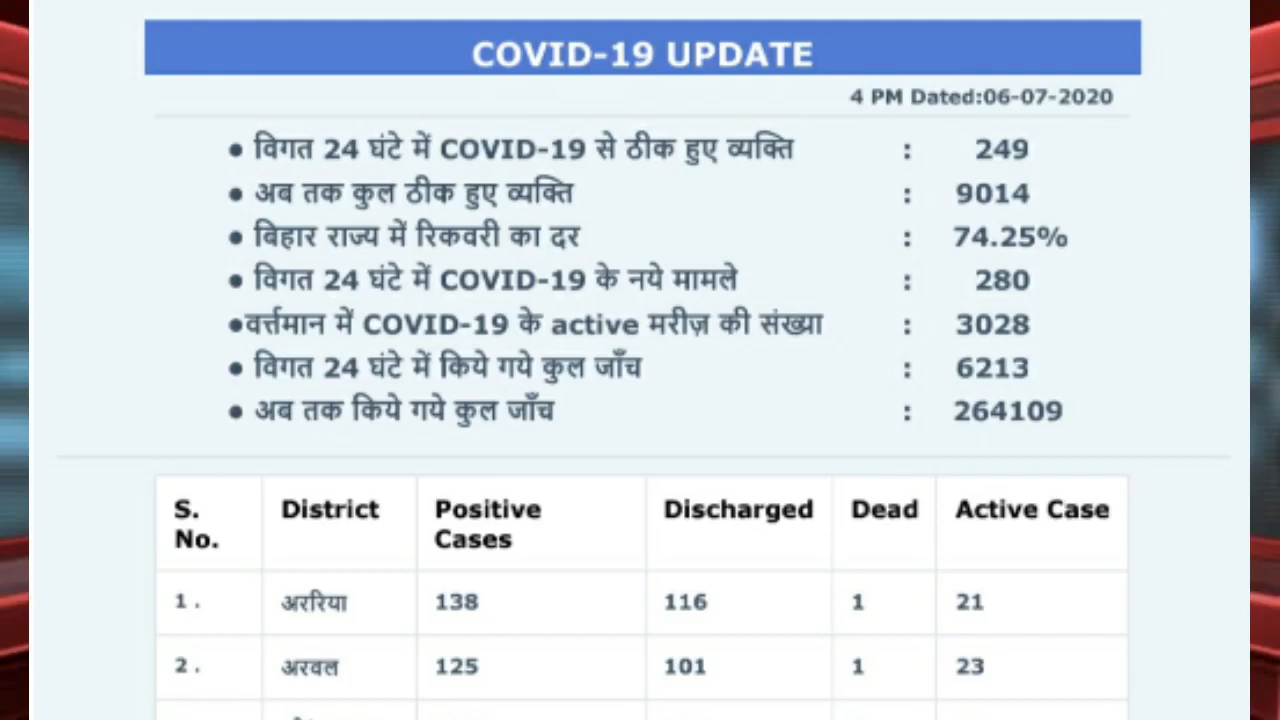 COVID-19 UPDATE
4 PM Dated:06-07-2020
● विगत 24 घंटे में COVID-19 से ठीक हुए व्यक्ति : 249
● अब तक कुल ठीक हुए व्यक्ति : 9014
● बिहार राज्य में रिकवरी का दर : 74.25%
● विगत 24 घंटे में COVID-19 के नये मामले : 280
●वर्त्तमान में COVID-19 के active मरीज़ की संख्या : 3028
● विगत 24 घंटे में किये गये कुल जाँच : 6213
● अब तक किये गये कुल जाँच : 264109
S. No. District Positive Cases Discharged Dead Active Case
1. अररिया 138 116 1 21
2. अरवल 125 101 1 23